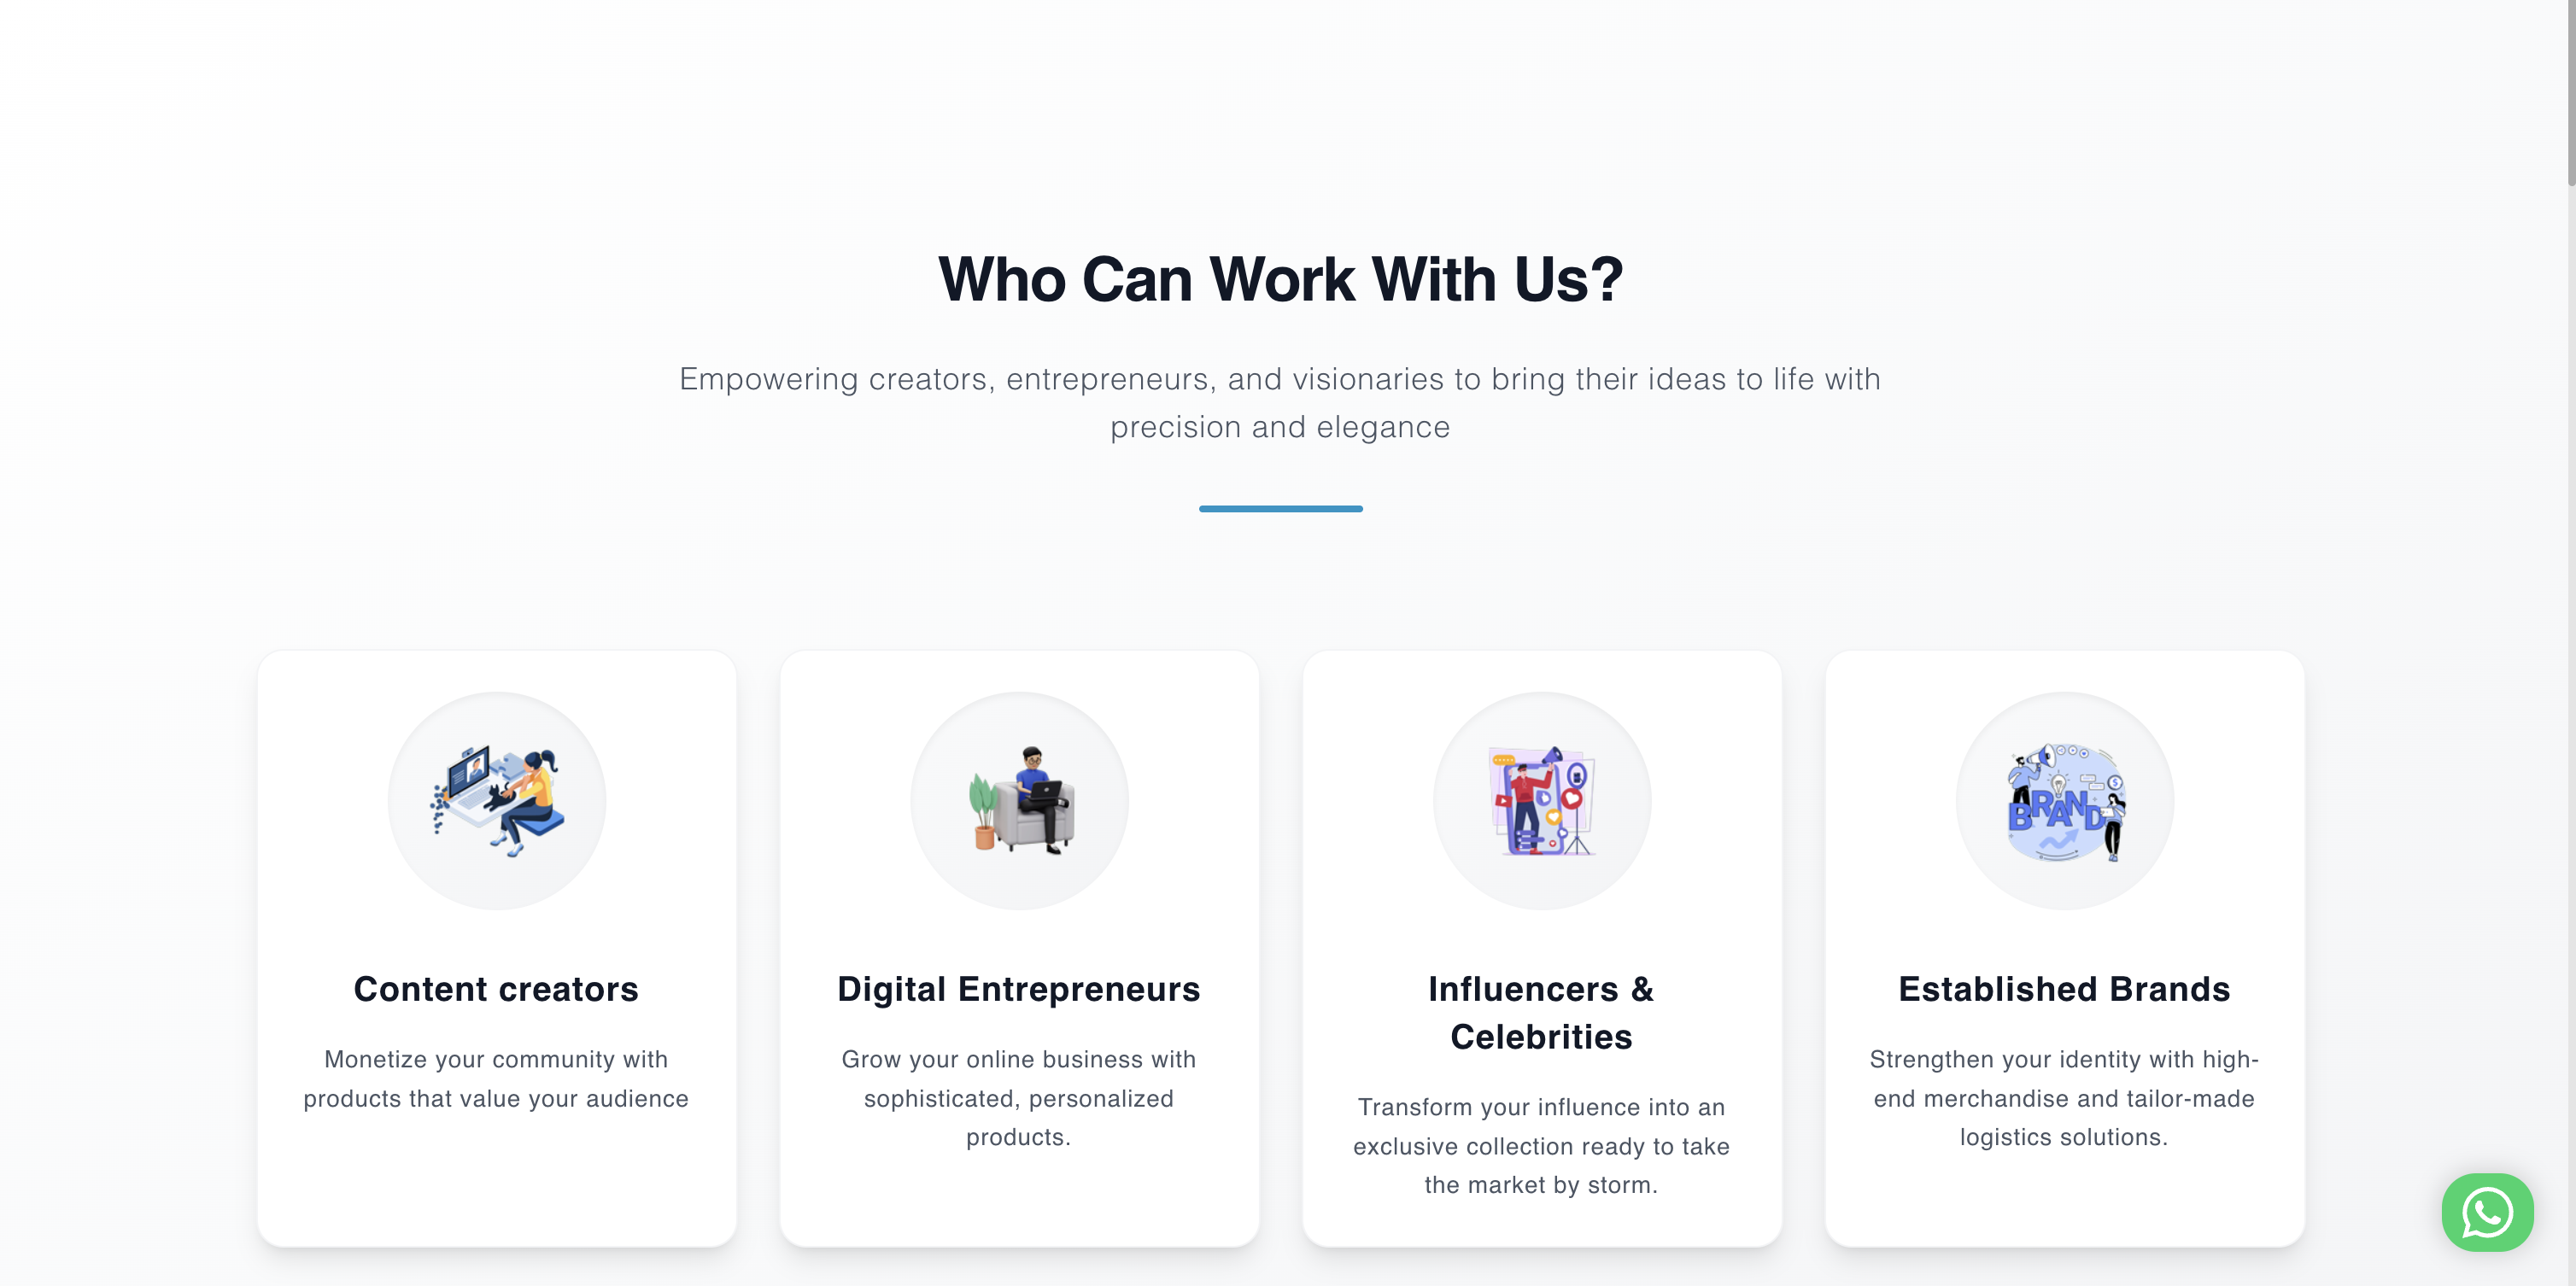 Who Can Work With Us?
Empowering creators, entrepreneurs, and visionaries to bring their ideas to life with
precision and elegance
Content creators
Monetize your community with
products that value your audience
Digital Entrepreneurs
Grow your online business with
sophisticated, personalized
products.
Influencers &
Celebrities
Transform your influence into an
exclusive collection ready to take
the market by storm.
BRAND
Established Brands
Strengthen your identity with high-
end merchandise and tailor-made
logistics solutions.